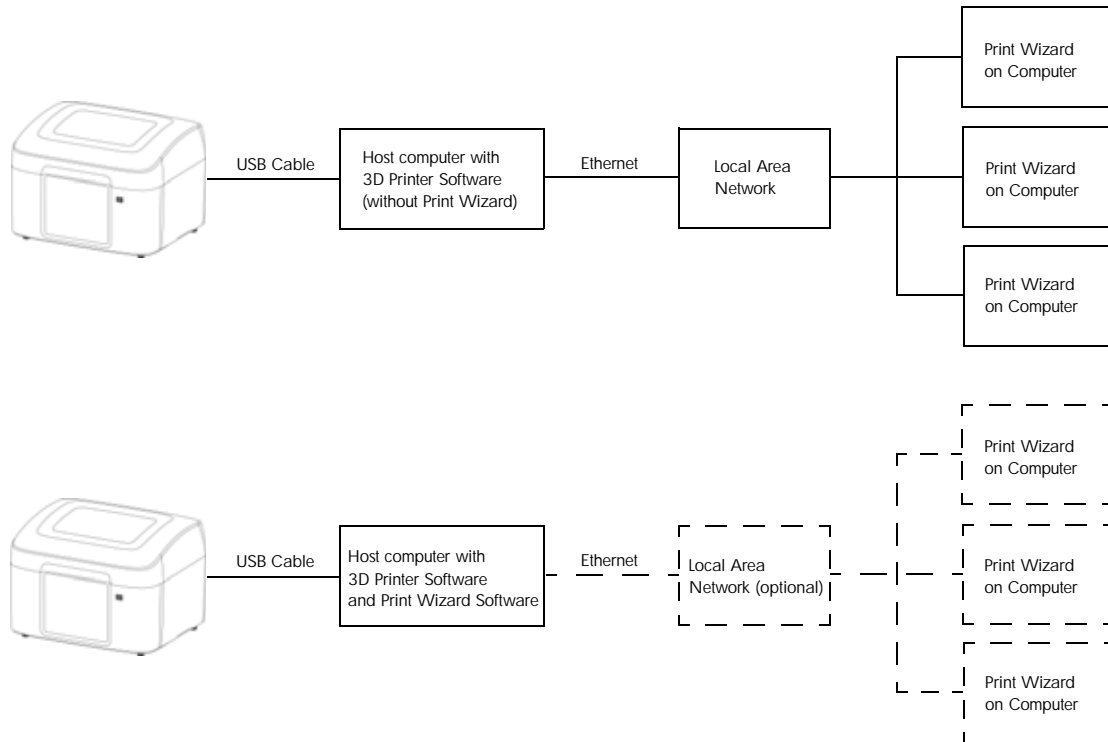 Print Wizard
on Computer
USB Cable
Host computer with
3D Printer Software
(without Print Wizard)
Ethernet
Local Area
Network
Print Wizard
on Computer
Print Wizard
on Computer
Print Wizard
on Computer
USB Cable
Host computer with
3D Printer Software
and Print Wizard Software
Ethernet
Local Area
Network (optional)
Print Wizard
on Computer
Print Wizard
on Computer